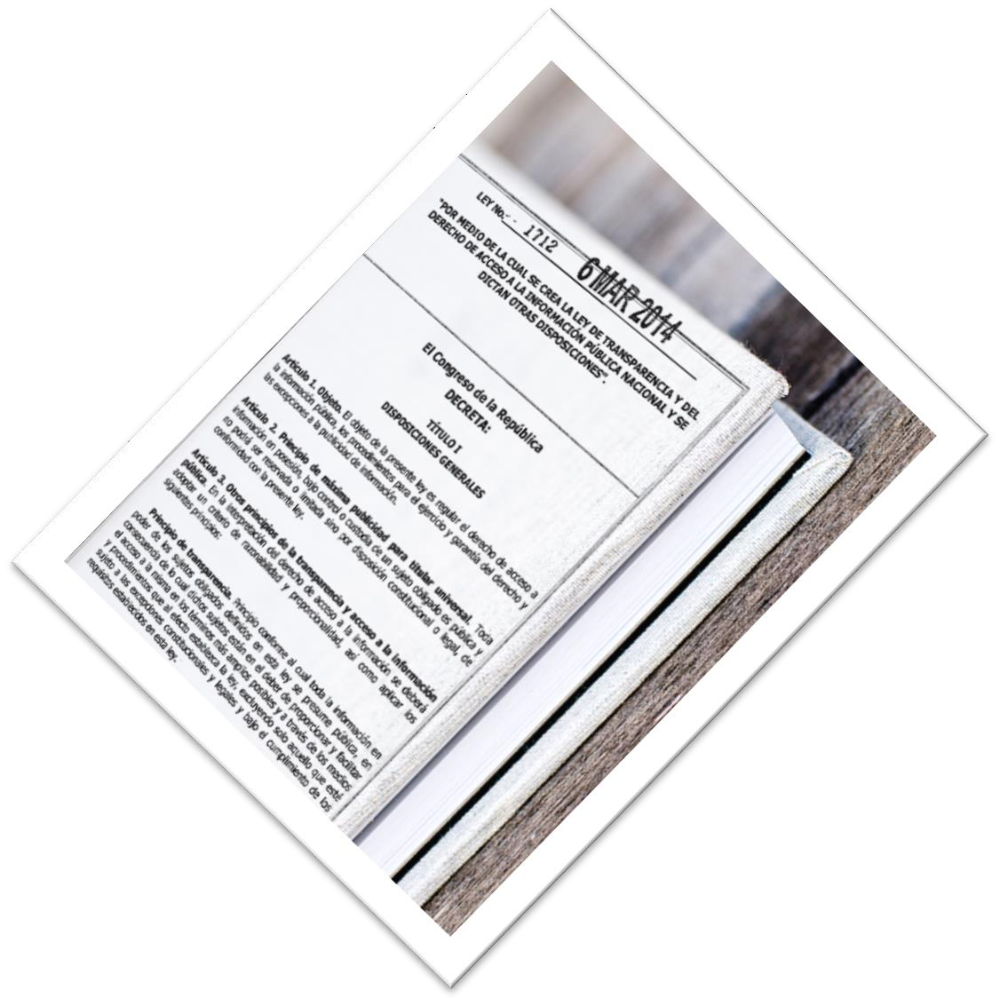 LEY No. 1712 6 MAR 2014
"POR MEDIO DE LA CUAL SE CREA LA LEY DE TRANSPARENCIA Y DEL
DERECHO DE ACCESO A LA INFORMACIÓN PÚBLICA NACIONAL Y SE
DICTAN OTRAS DISPOSICIONES".
El Congreso de la República
DECRETA:
TÍTULO I
DISPOSICIONES GENERALES
Artículo 1. Objeto. El objeto de la presente ley es regular el derecho de acceso a
la información pública, los procedimientos para el ejercicio y garantía del derecho y
las excepciones a la publicidad de información.
Artículo 2. Principio de máxima publicidad para titular universal. Toda
información en posesión, bajo control o custodia de un sujeto obligado es pública y
no podrá ser reservada o limitada sino por disposición constitucional o legal, de
conformidad con la presente ley.
Artículo 3. Otros principios de la transparencia y acceso a la información
pública. En la interpretación del derecho de acceso a la información se deberá
adoptar un criterio de razonabilidad y proporcionalidad, así como aplicar los
siguientes principios:
Principio de transparencia. Principio conforme al cual toda la información en
poder de los sujetos obligados definidos en esta ley se presume pública, en
consecuencia de lo cual dichos sujetos están en el deber de proporcionar y facilitar
el acceso a la misma en los términos más amplios posibles y a través de los medios
y procedimientos que al efecto establezca la ley, excluyendo solo aquello que esté
sujeto a las excepciones constitucionales y legales y bajo el cumplimiento de los
requisitos establecidos en esta ley.